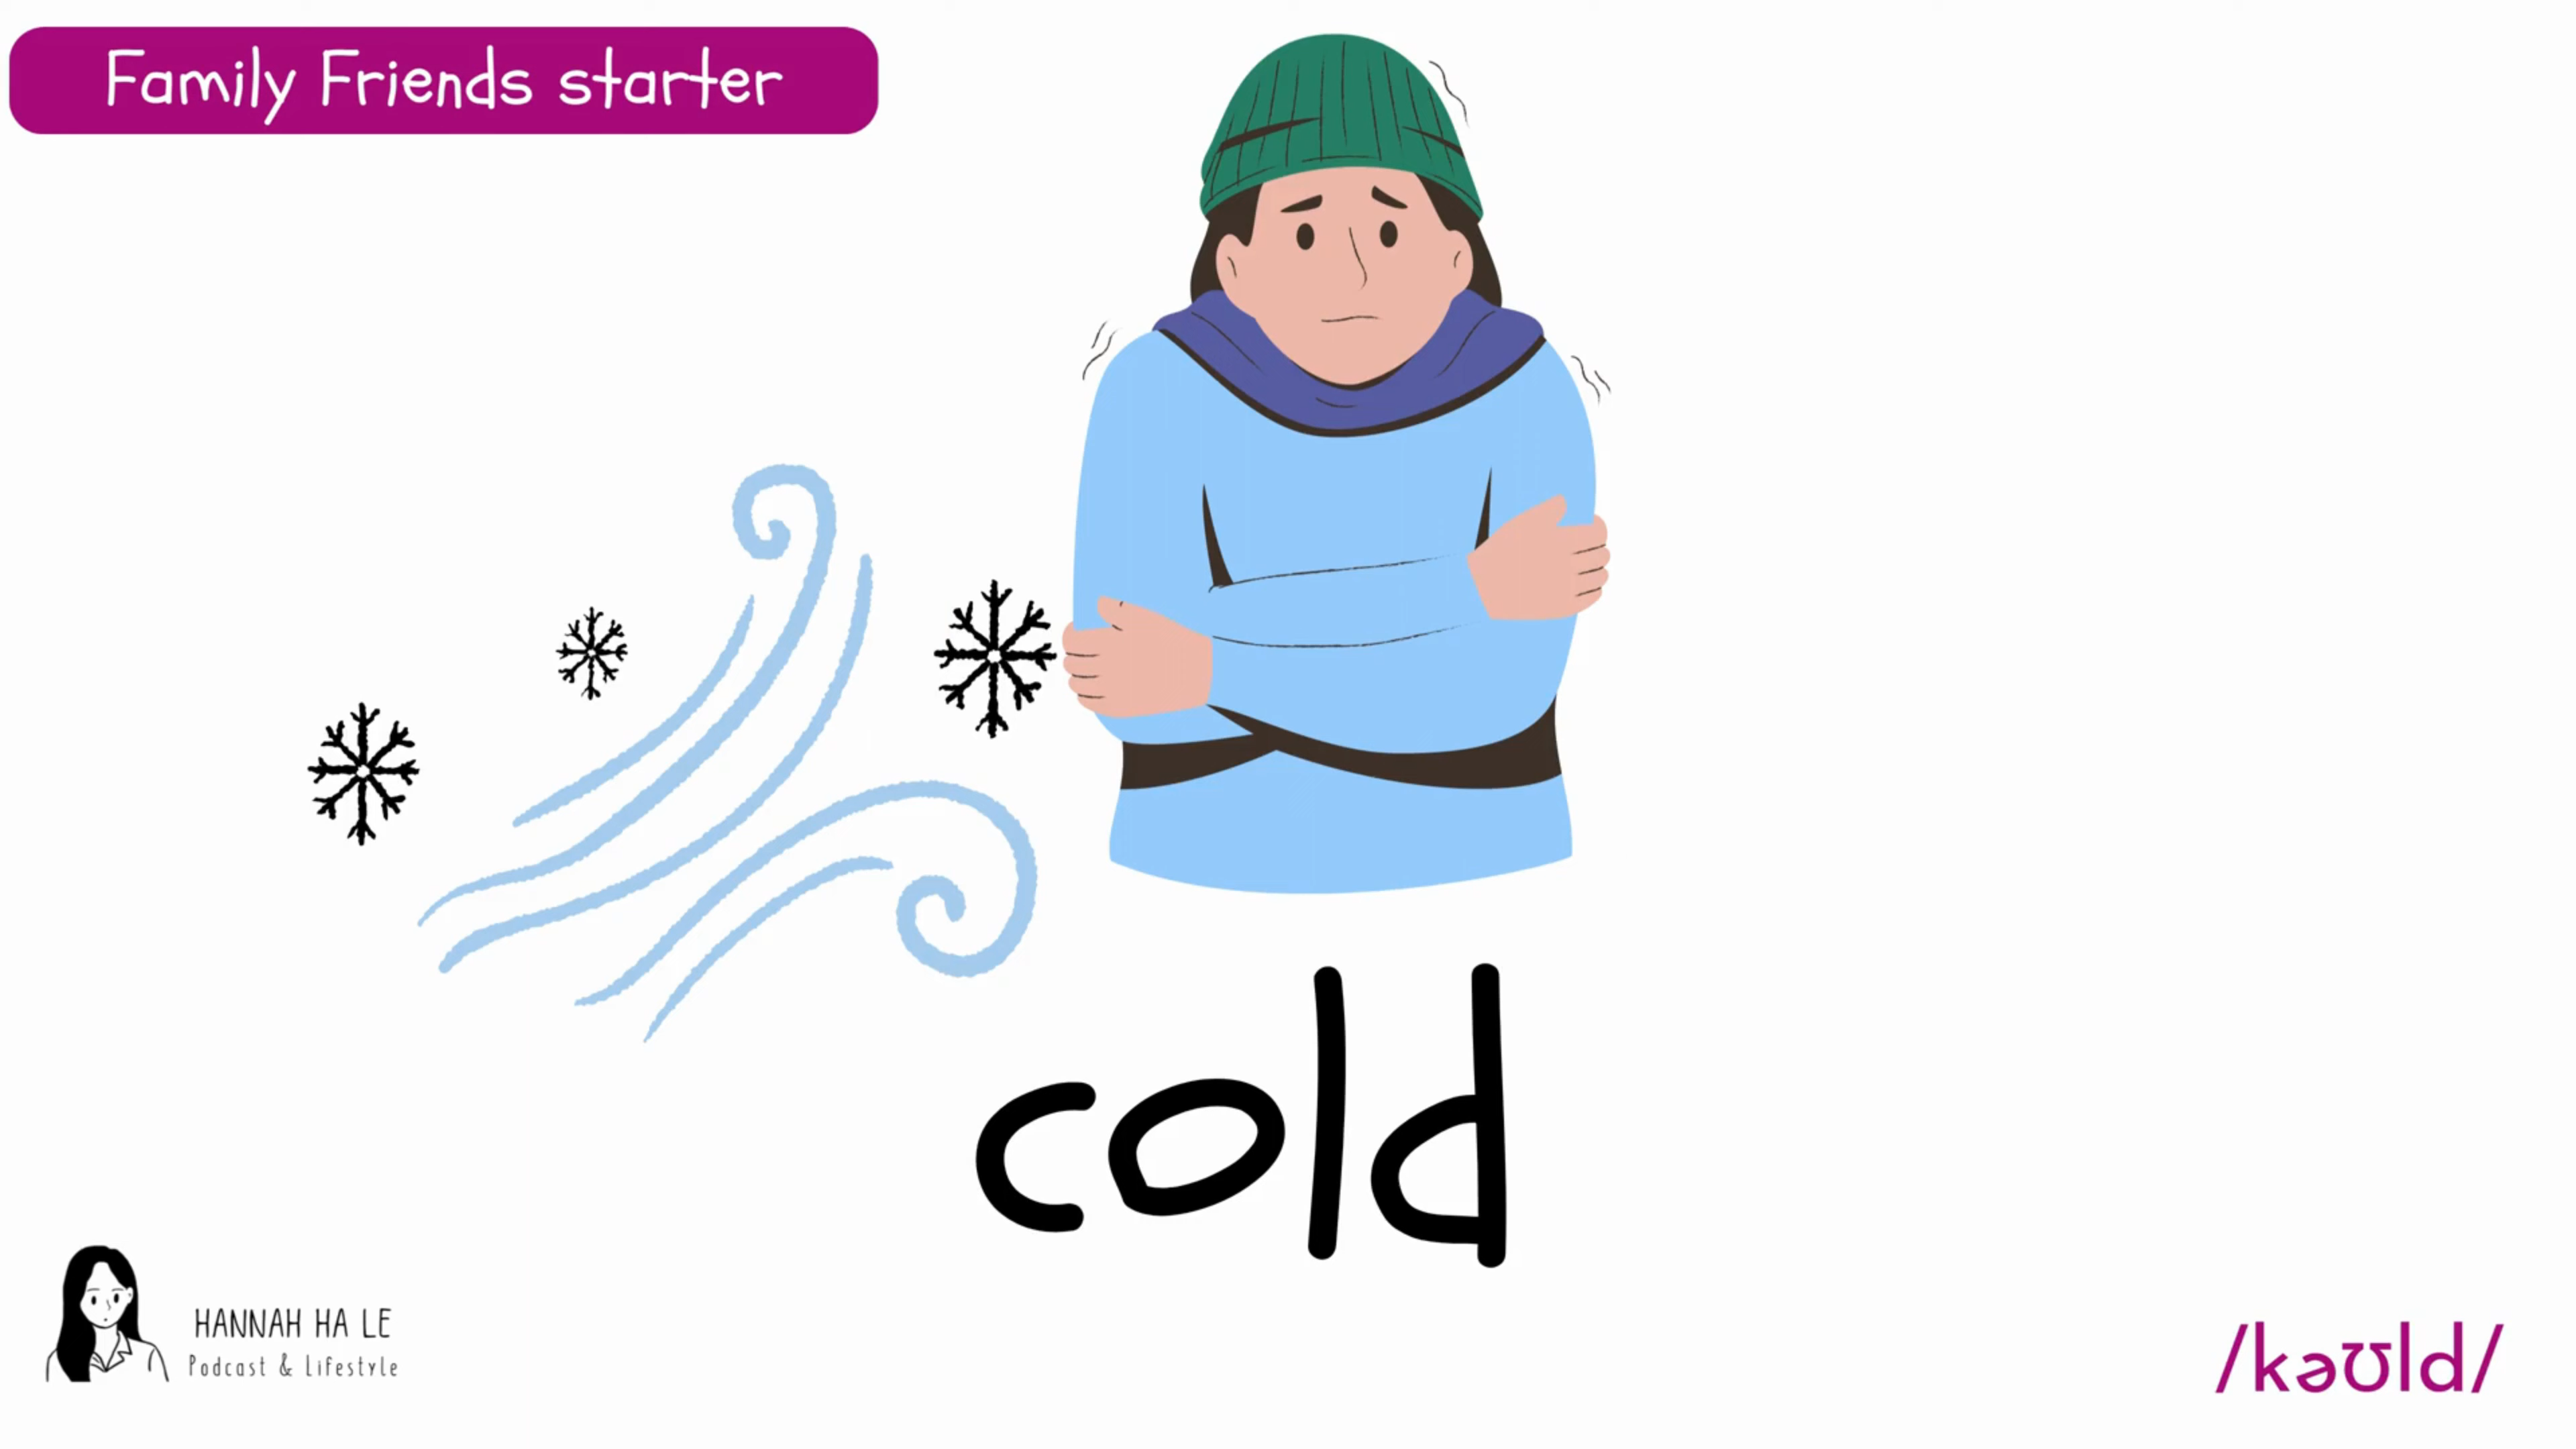 Family Friends starter
cold
HANNAH HA LE
Podcast & Lifestyle
/kəʊld/